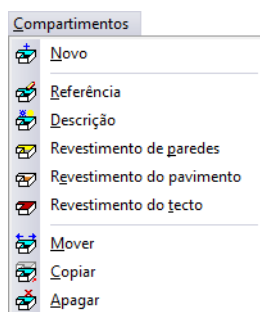 Compartimentos
Novo
Referência
Descrição
Revestimento de paredes
Revestimento do pavimento
Revestimento do tecto
Mover
Copiar
Apagar